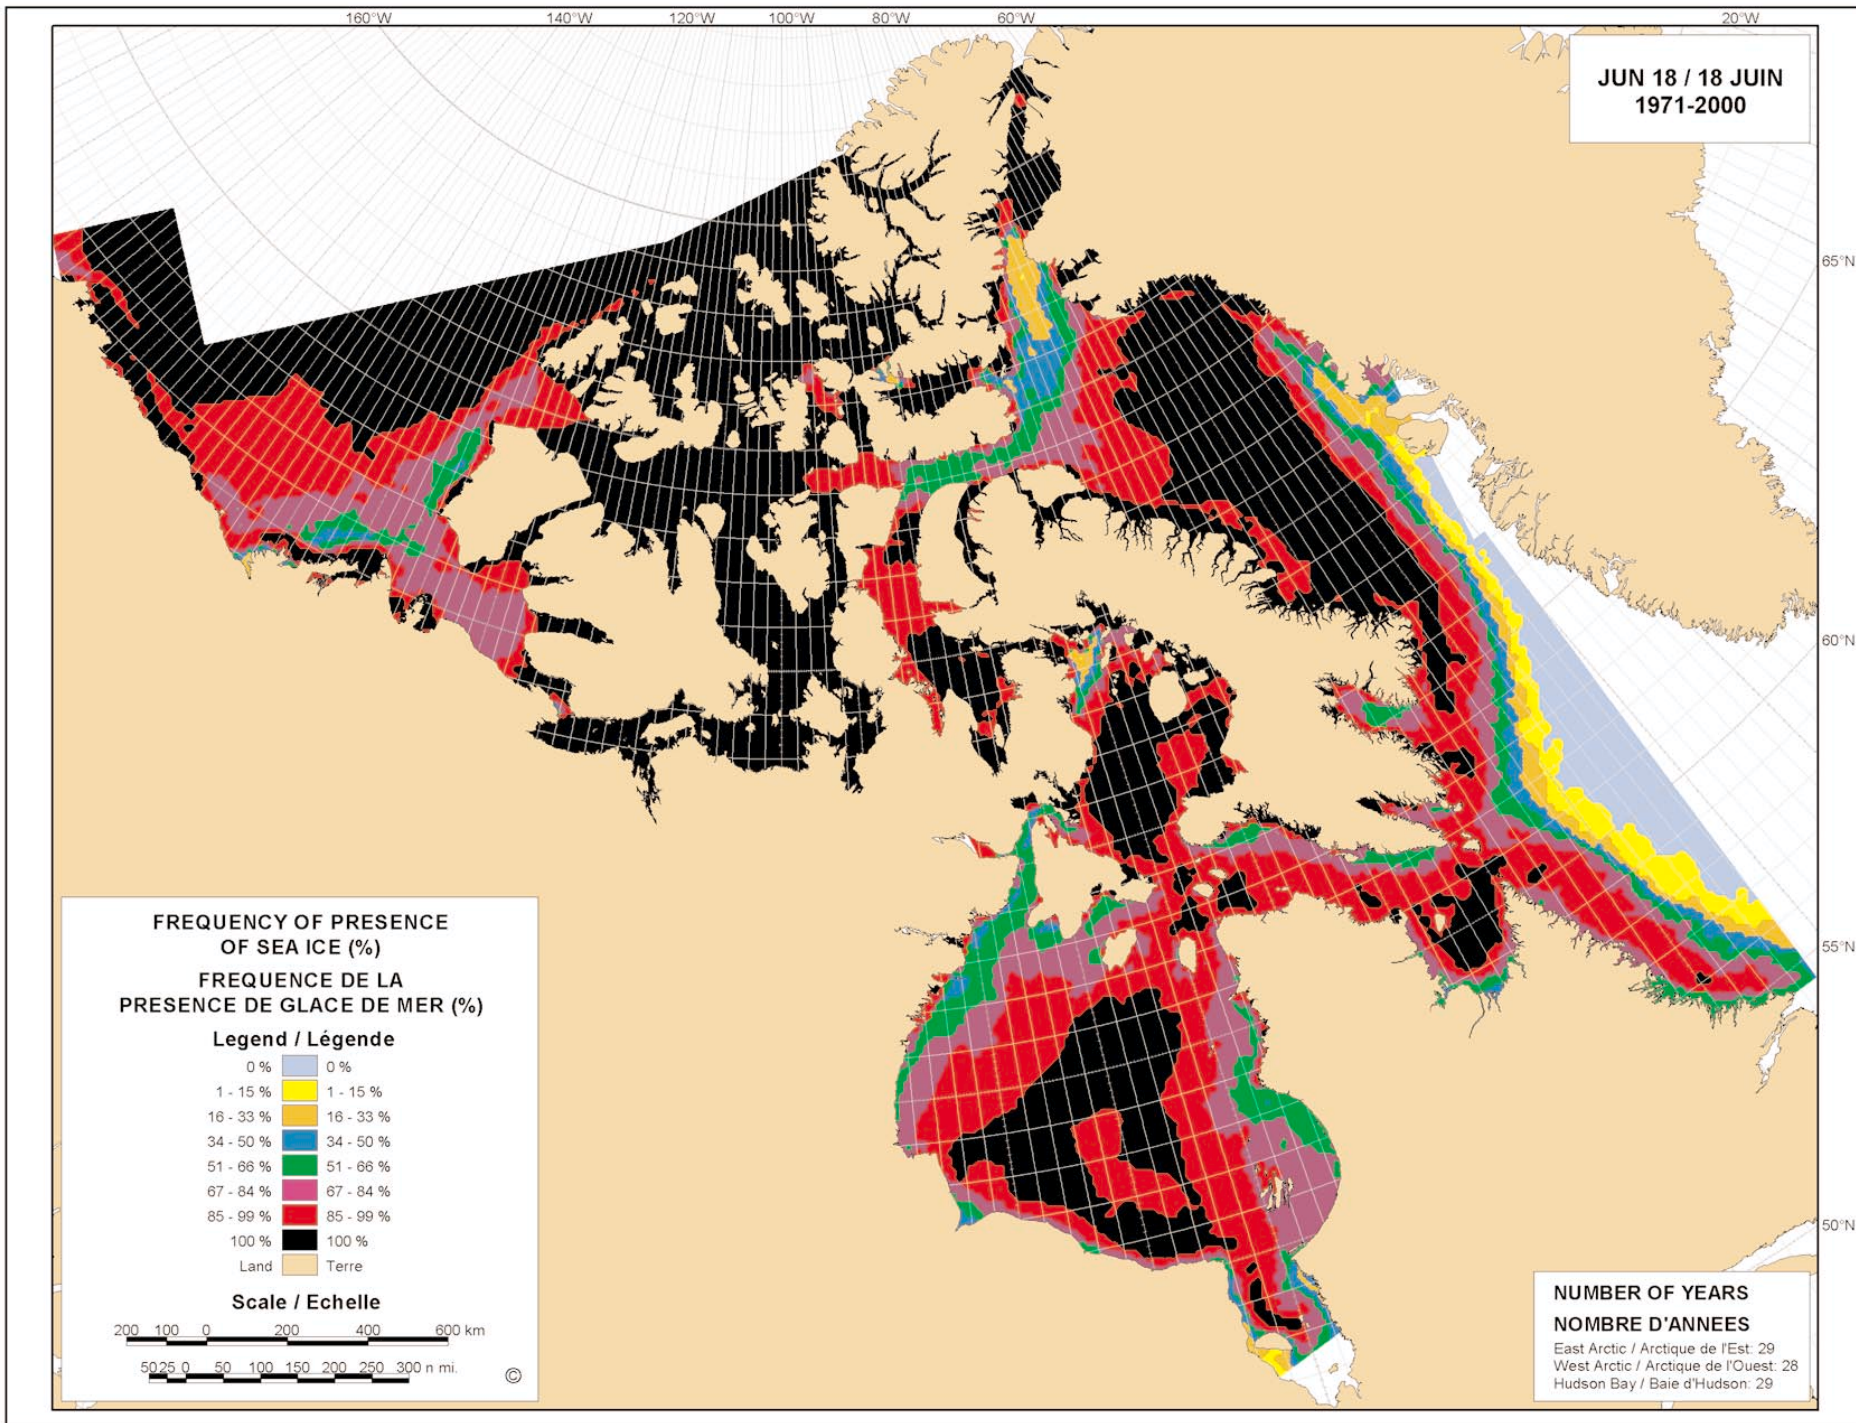 160°W 140°W 120°W 100°W 80°W 60°W 20°W
JUN 18 / 18 JUIN
1971-2000
65°N
60°N
55°N
50°N
FREQUENCY OF PRESENCE
OF SEA ICE (%)
FREQUENCE DE LA
PRESENCE DE GLACE DE MER (%)
Legend / Légende
0 % 0 %
1 - 15 % 1 - 15 %
16 - 33 % 16 - 33 %
34 - 50 % 34 - 50 %
51 - 66 % 51 - 66 %
67 - 84 % 67 - 84 %
85 - 99 % 85 - 99 %
100 % 100 %
Land Terre
Scale / Echelle
200 100 0 200 400 600 km
50 25 0 50 100 150 200 250 300 n mi.
©
NUMBER OF YEARS
NOMBRE D'ANNEES
East Arctic / Arctique de l'Est: 29
West Arctic / Arctique de l'Ouest: 28
Hudson Bay / Baie d'Hudson: 29